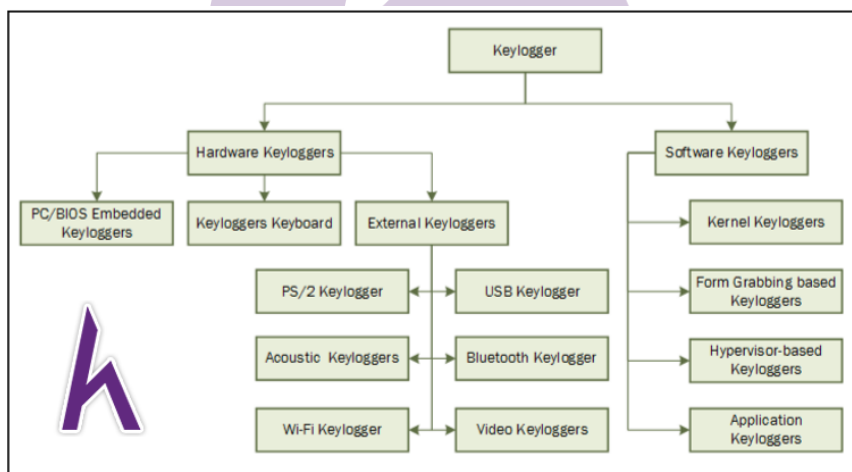 Keylogger
Hardware Keyloggers
Software Keyloggers
PC/BIOS Embedded
Keyloggers
Keyloggers Keyboard
External Keyloggers
Kernel Keyloggers
PS/2 Keylogger
USB Keylogger
Form Grabbing based
Keyloggers
Acoustic Keyloggers
Bluetooth Keylogger
Hypervisor-based
Keyloggers
Wi-Fi Keylogger
Video Keyloggers
Application
Keyloggers